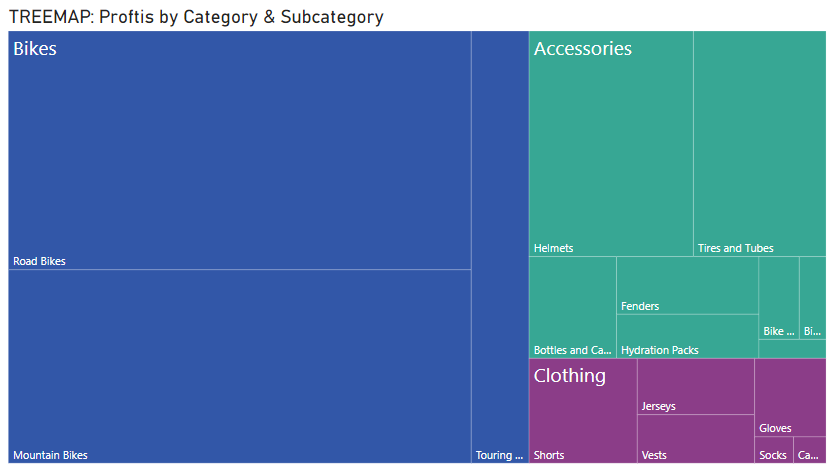 TREEMAP: Proftis by Category & Subcategory
Bikes
Road Bikes
Mountain Bikes
Touring ...
Accessories
Helmets
Tires and Tubes
Bottles and Ca...
Fenders
Hydration Packs
Bike ...
Bi...
Clothing
Shorts
Jerseys
Vests
Gloves
Socks
Ca...